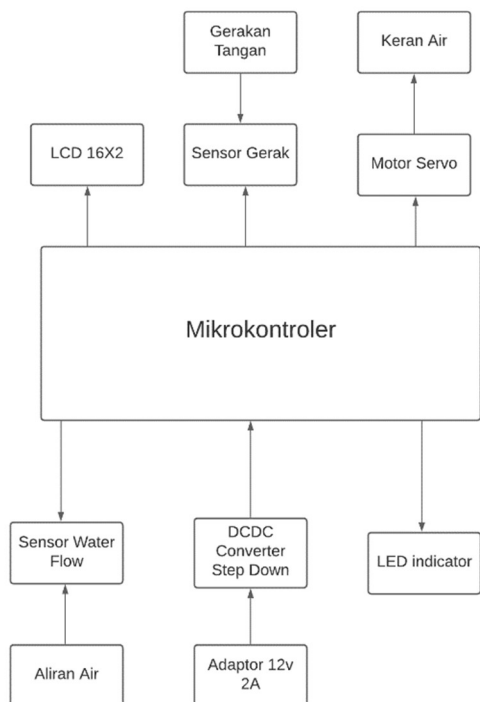 Gerakan
Tangan
Keran Air
LCD 16X2
Sensor Gerak
Motor Servo
Mikrokontroler
Sensor Water
Flow
DCDC
Converter
Step Down
LED indicator
Aliran Air
Adaptor 12v
2A